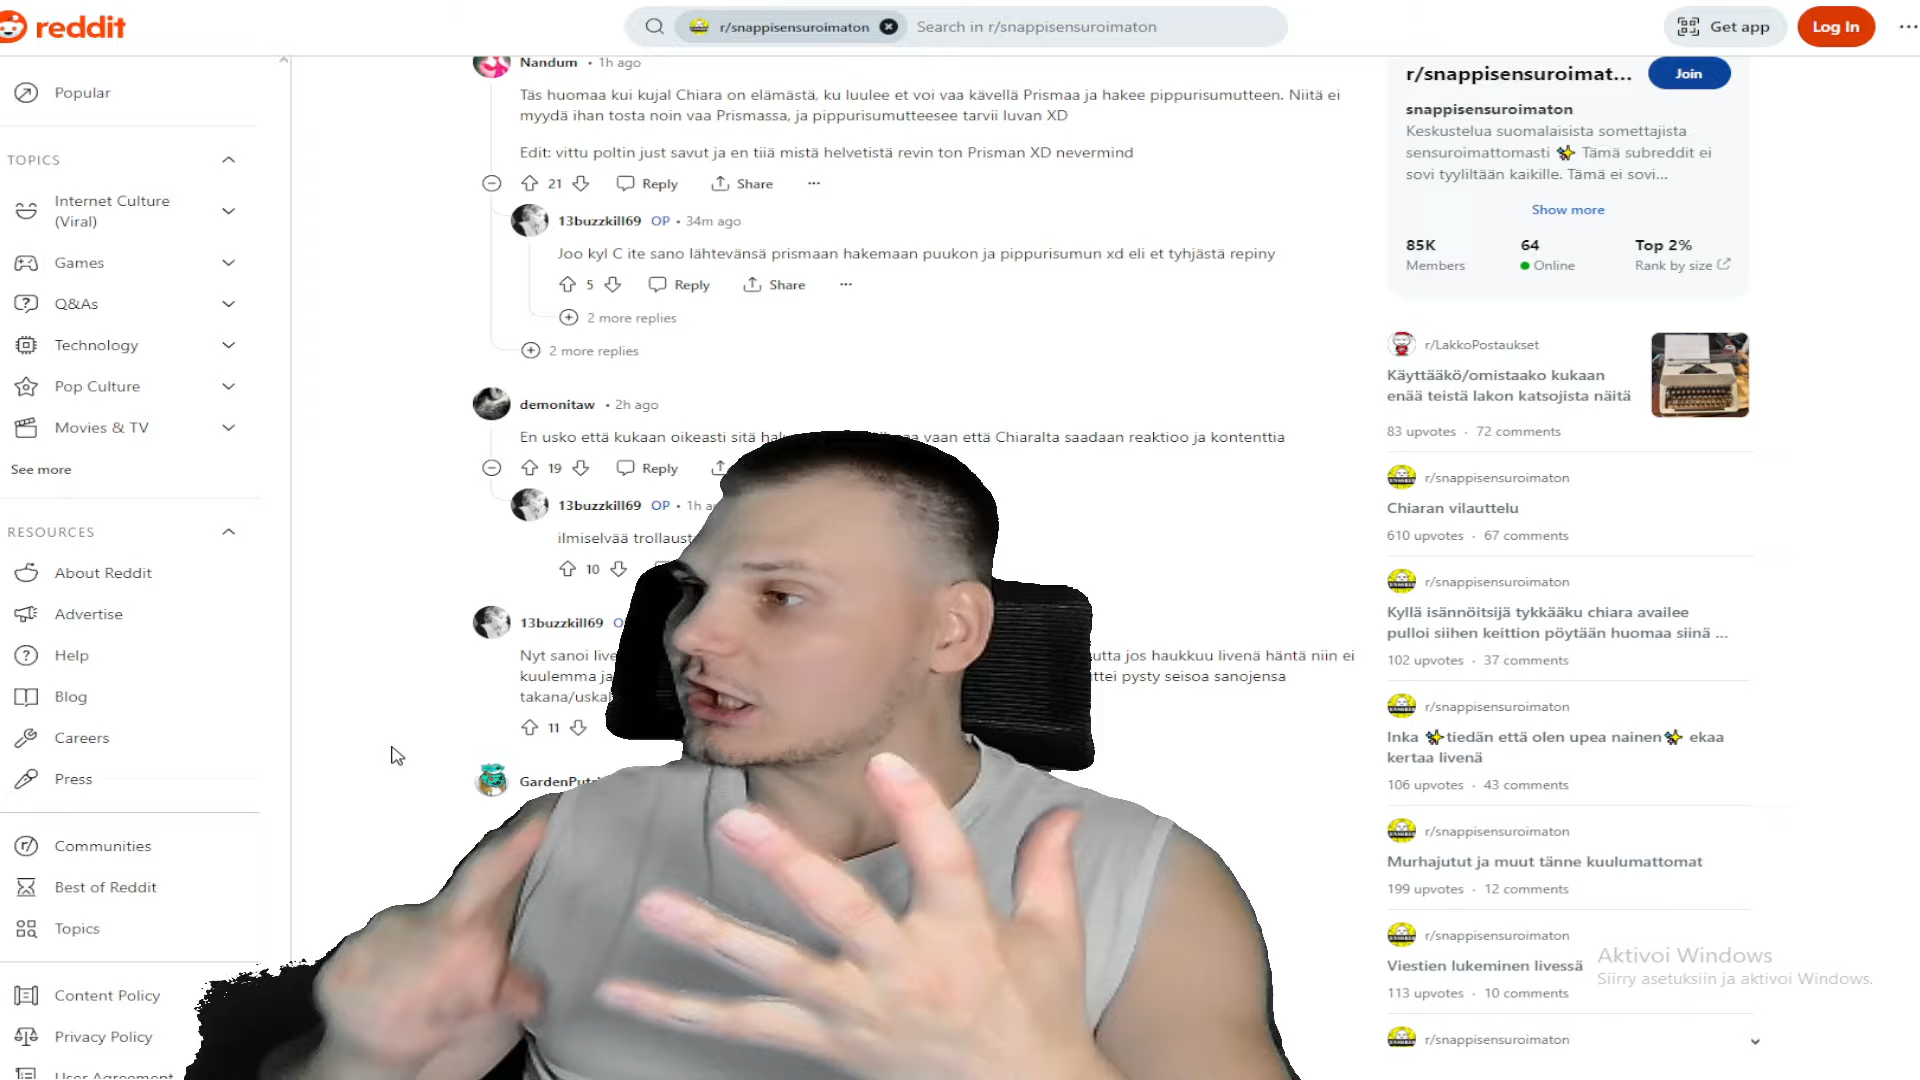 reddit
r/snappisensuroimaton
Search in r/snappisensuroimaton
Get app
Log In
Popular
TOPICS
Internet Culture
(Viral)
Games
Q&As
Technology
Pop Culture
Movies & TV
See more
RESOURCES
About Reddit
Advertise
Help
Blog
Careers
Press
Communities
Best of Reddit
Topics
Content Policy
Privacy Policy
User Agreement
Nandum • 1h ago
Täs huomaa kui kujal Chiara on elämästä, ku luulee et voi vaa kävellä Prismaa ja hakee pippurisumutteen. Niitä ei
myydä ihan tosta noin vaa Prismassa, ja pippurisumutteesee tarvii luvan XD
Edit: vittu poltin just savut ja en tiiä mistä helvetistä revin ton Prisman XD nevermind
21 Reply Share
13buzzkill69 OP • 34m ago
Joo kyl C ite sano lähtevänsä prismaan hakemaan puukon ja pippurisumun xd eli et tyhjästä repiny
5 Reply Share
2 more replies
2 more replies
demonitaw • 2h ago
En usko että kukaan oikeasti sitä vaan että Chiaralta saadaan reaktioo ja kontenttia
19 Reply
13buzzkill69 OP • 1h
ilmiselvää
10
13buzzkill69
Nyt sanoi jos haukkuu livenä häntä niin ei
kuulemma pysty seisoa sanojensa
11
r/snappisensuroimat...
Join
snappisensuroimaton
Keskustelua suomalaisista somettajista
sensuroimattomasti ✨ Tämä subreddit ei
sovi tyyliltään kaikille. Tämä ei sovi...
Show more
85K 64 Top 2%
Members Online Rank by size
r/LakkoPostaukset
Käyttääkö/omistaako kukaan
enää teistä lakon katsojista näitä
83 upvotes · 72 comments
r/snappisensuroimaton
Chiaran vilauttelu
610 upvotes · 67 comments
r/snappisensuroimaton
Kyllä isännöitsijä tykkääku chiara availee
pulloi siihen keittion pöytään huomaa siinä ...
102 upvotes · 37 comments
r/snappisensuroimaton
Inka ✨tiedän että olen upea nainen✨ ekaa
kertaa livenä
106 upvotes · 43 comments
r/snappisensuroimaton
Murhajutut ja muut tänne kuulumattomat
199 upvotes · 12 comments
r/snappisensuroimaton
Viestien lukeminen livessä
113 upvotes · 10 comments
r/snappisensuroimaton
Aktivoi Windows
Siirry asetuksiin ja aktivoi Windows.